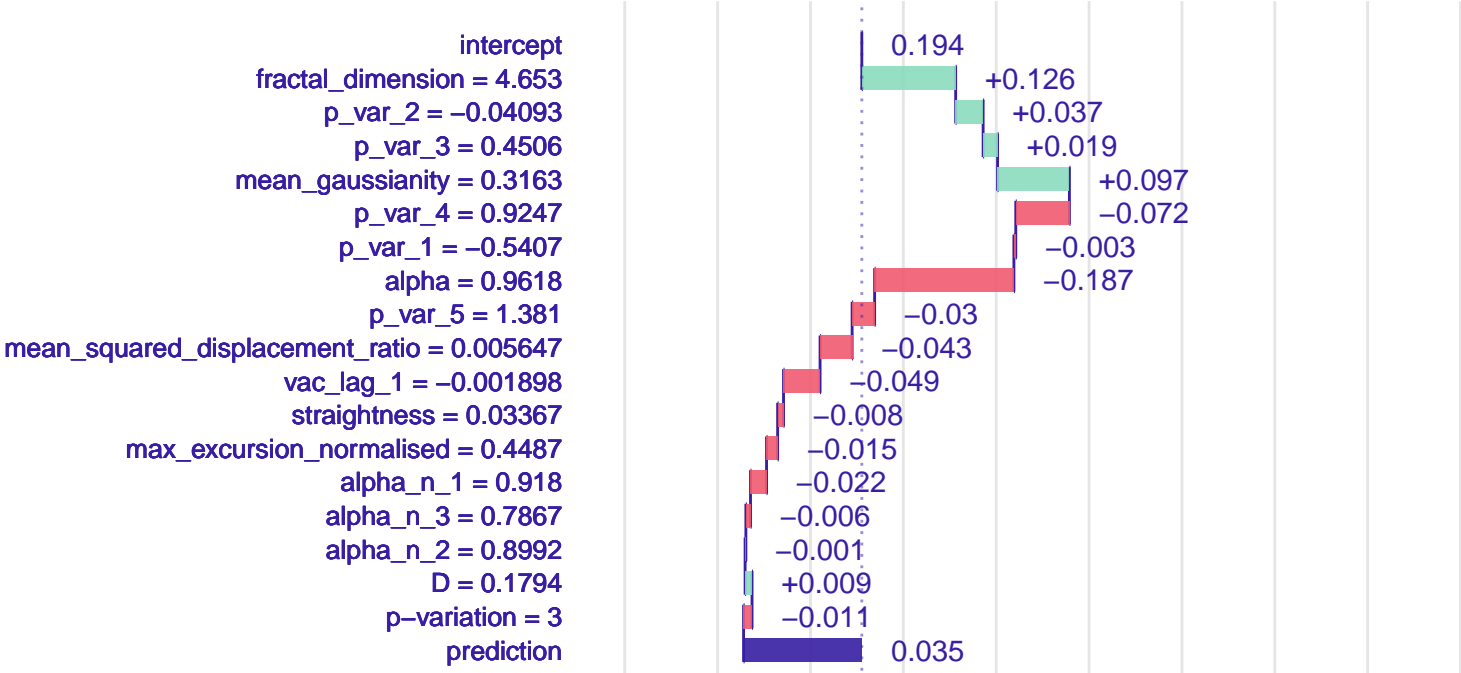 intercept 0.194
fractal_dimension = 4.653 +0.126
p_var_2 = −0.04093 +0.037
p_var_3 = 0.4506 +0.019
mean_gaussianity = 0.3163 +0.097
p_var_4 = 0.9247 −0.072
p_var_1 = −0.5407 −0.003
alpha = 0.9618 −0.187
p_var_5 = 1.381 −0.03
mean_squared_displacement_ratio = 0.005647 −0.043
vac_lag_1 = −0.001898 −0.049
straightness = 0.03367 −0.008
max_excursion_normalised = 0.4487 −0.015
alpha_n_1 = 0.918 −0.022
alpha_n_3 = 0.7867 −0.006
alpha_n_2 = 0.8992 −0.001
D = 0.1794 +0.009
p−variation = 3 −0.011
prediction 0.035